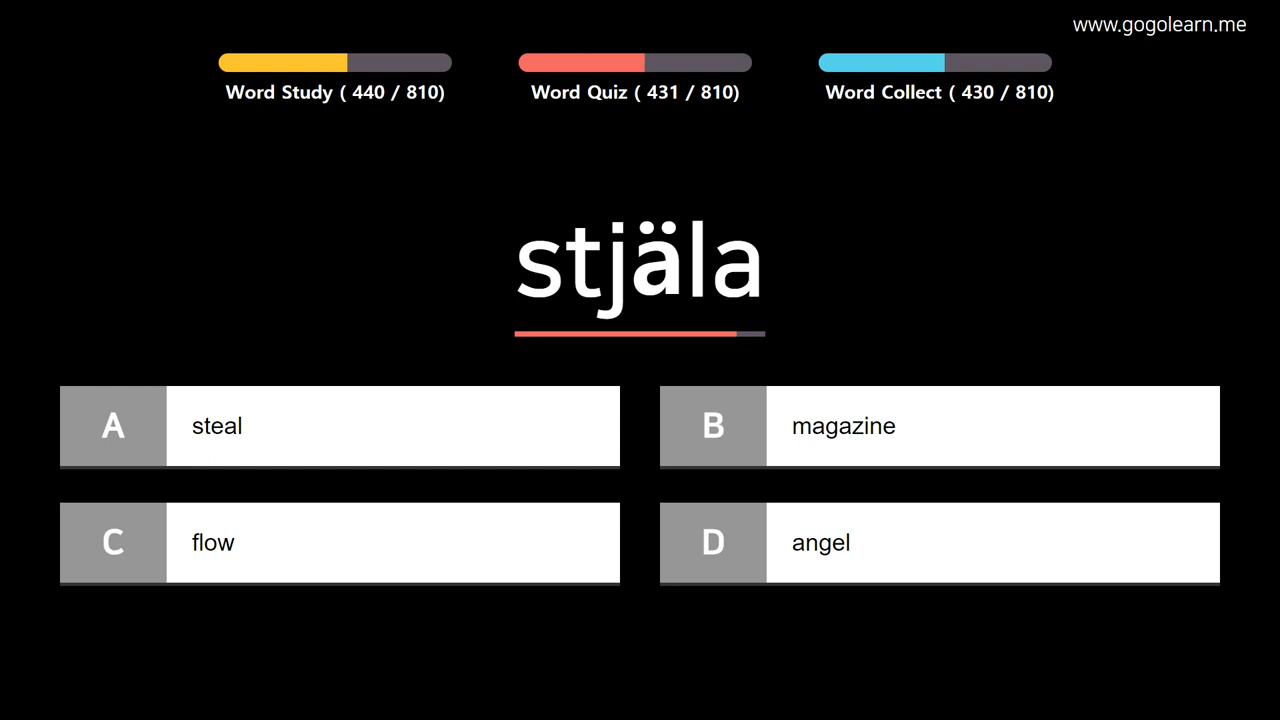 www.gogolearn.me
Word Study ( 440 / 810)
Word Quiz ( 431 / 810)
Word Collect ( 430 / 810)
stjäla
A steal
B magazine
C flow
D angel